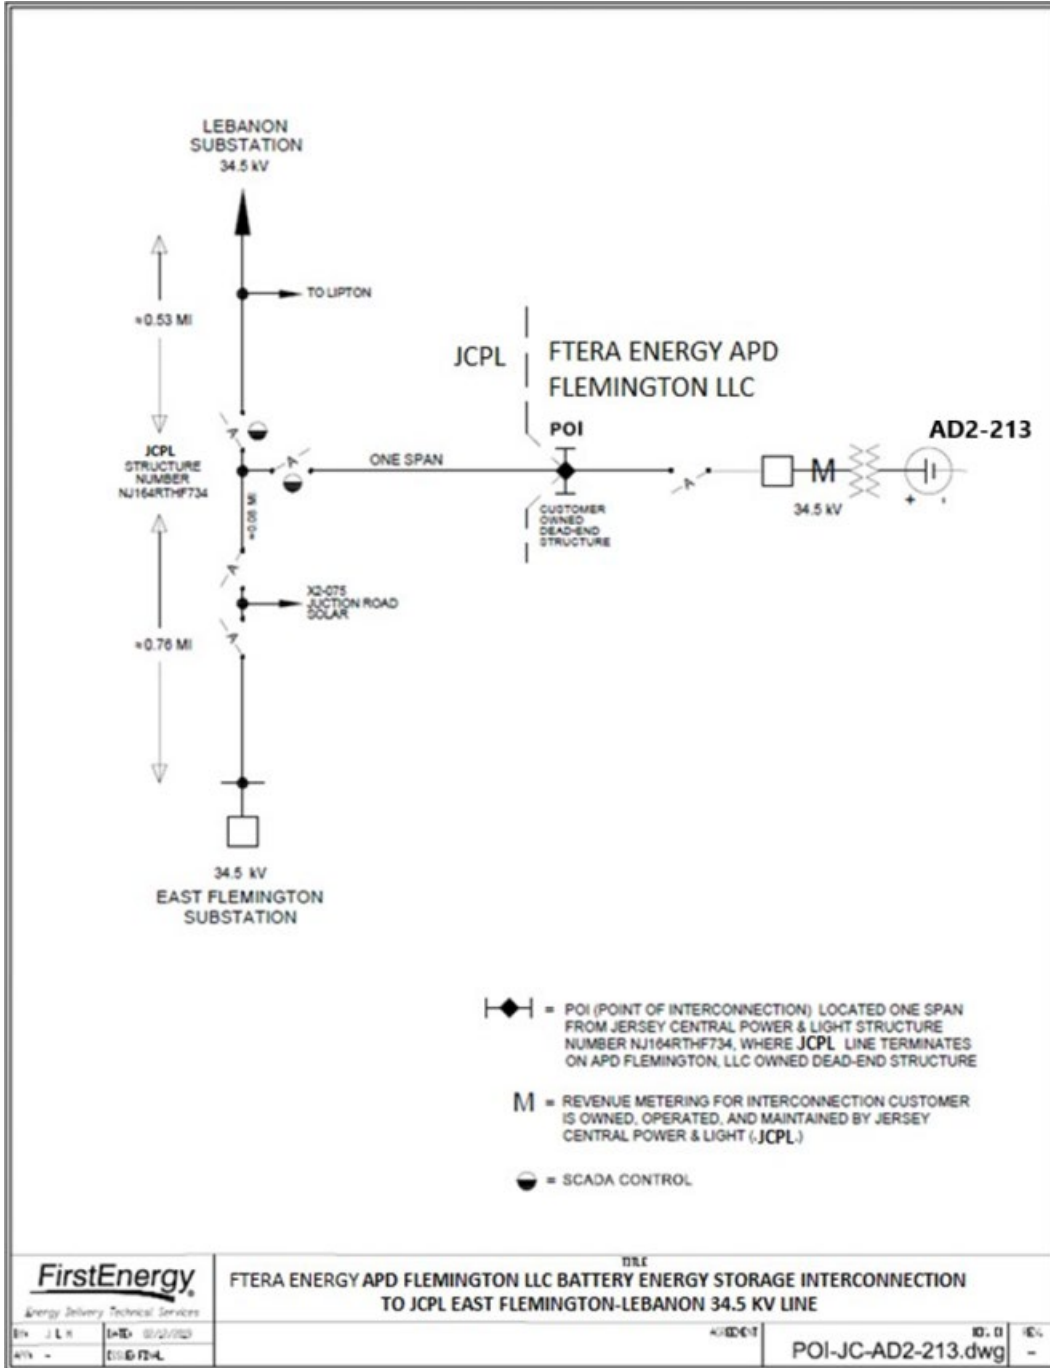 LEBANON
SUBSTATION
34.5 kV
TO LIPTON
≈0.53 MI
JCPL
FTERA ENERGY APD
FLEMINGTON LLC
POI
AD2-213
JCPL
STRUCTURE
NUMBER
NJ164RTHF734
A
A
ONE SPAN
A
M
34.5 kV
+ -
CUSTOMER
OWNED
DEAD-END
STRUCTURE
≈0.08 MI
A
X2-075
JUCTION ROAD
SOLAR
≈0.76 MI
A
34.5 kV
EAST FLEMINGTON
SUBSTATION
= POI (POINT OF INTERCONNECTION) LOCATED ONE SPAN
FROM JERSEY CENTRAL POWER & LIGHT STRUCTURE
NUMBER NJ164RTHF734, WHERE JCPL LINE TERMINATES
ON APD FLEMINGTON, LLC OWNED DEAD-END STRUCTURE
M = REVENUE METERING FOR INTERCONNECTION CUSTOMER
IS OWNED, OPERATED, AND MAINTAINED BY JERSEY
CENTRAL POWER & LIGHT (.JCPL.)
= SCADA CONTROL
FirstEnergy
Energy Delivery Technical Services
TITLE
FTERA ENERGY APD FLEMINGTON LLC BATTERY ENERGY STORAGE INTERCONNECTION
TO JCPL EAST FLEMINGTON-LEBANON 34.5 KV LINE
DATE:
POI-JC-AD2-213.dwg
-